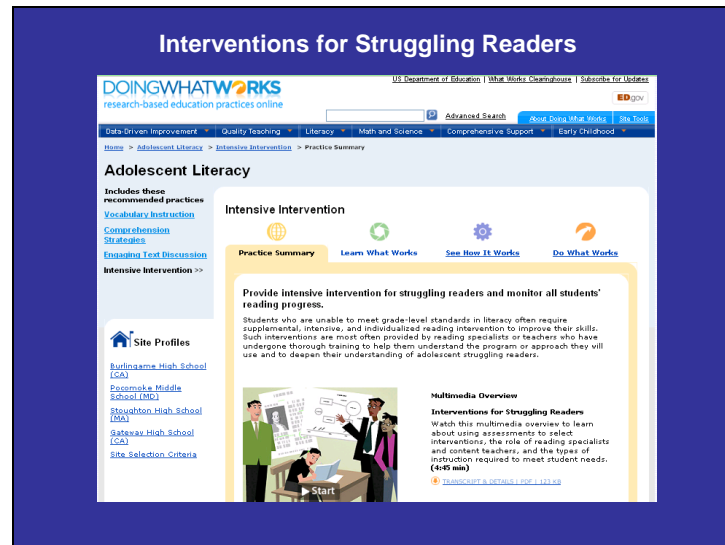 Interventions for Struggling Readers
DOINGWHATWORKS
research-based education practices online
US Department of Education | What Works Clearinghouse | Subscribe for Updates
EDgov
Advanced Search
About Doing What Works
Site Tools
Data-Driven Improvement
Quality Teaching
Literacy
Math and Science
Comprehensive Support
Early Childhood
Home > Adolescent Literacy > Intensive Intervention > Practice Summary
Adolescent Literacy
Includes these
recommended practices
Vocabulary Instruction
Comprehension
Strategies
Engaging Text Discussion
Intensive Intervention >>
Site Profiles
Burlingame High School
(CA)
Pocomoke Middle
School (MD)
Stoughton High School
(MA)
Gateway High School
(CA)
Site Selection Criteria
Intensive Intervention
Practice Summary
Learn What Works
See How It Works
Do What Works
Provide intensive intervention for struggling readers and monitor all students'
reading progress.
Students who are unable to meet grade-level standards in literacy often require
supplemental, intensive, and individualized reading intervention to improve their skills.
Such interventions are most often provided by reading specialists or teachers who have
undergone thorough training to help them understand the program or approach they will
use and to deepen their understanding of adolescent struggling readers.
Start
Multimedia Overview
Interventions for Struggling Readers
Watch this multimedia overview to learn
about using assessments to select
interventions, the role of reading specialists
and content teachers, and the types of
instruction required to meet student needs.
(4:45 min)
TRANSCRIPT & DETAILS | PDF | 123 KB